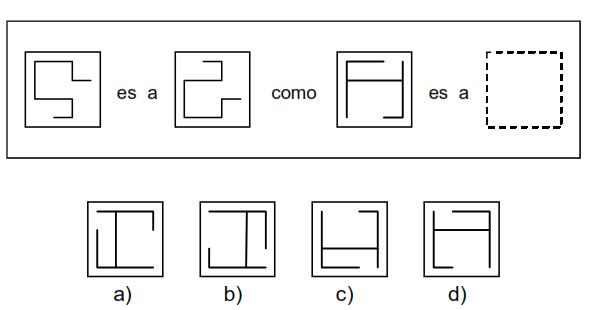 es a como es a
a) b) c) d)